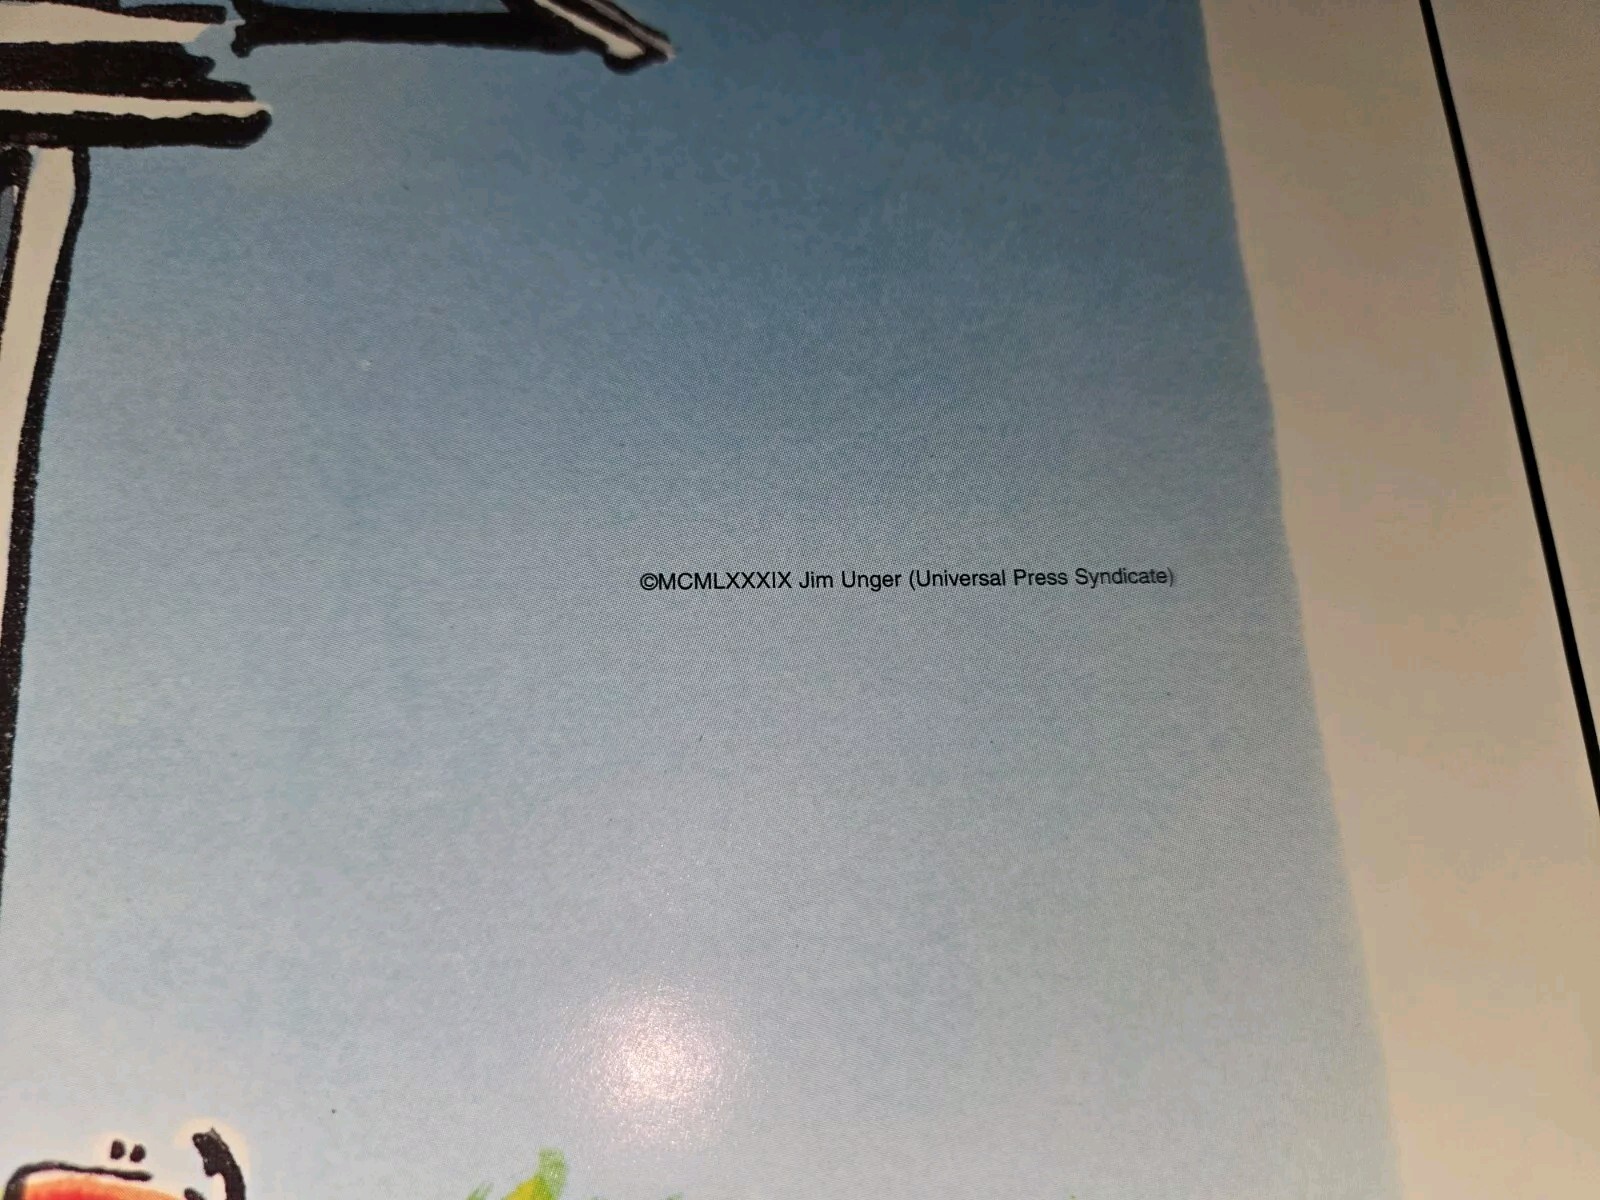 ©MCMLXXXIX Jim Unger (Universal Press Syndicate)